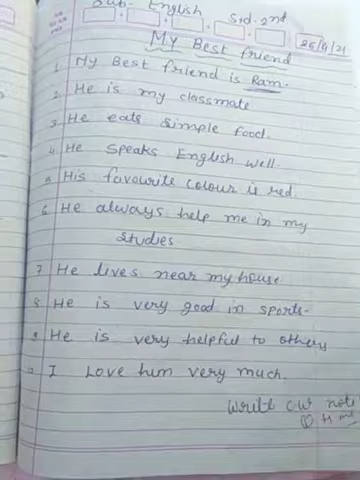 Sub- English Std- 2nd
My Best friend
1. My Best friend is Ram.
2. He is my classmate
3. He eats simple food.
4. He speaks English well.
5. His favourite colour is red.
6. He always help me in my
studies
7. He lives near my house
8. He is very good in sports-
9. He is very helpful to others
10. I Love him very much.
Write cw note